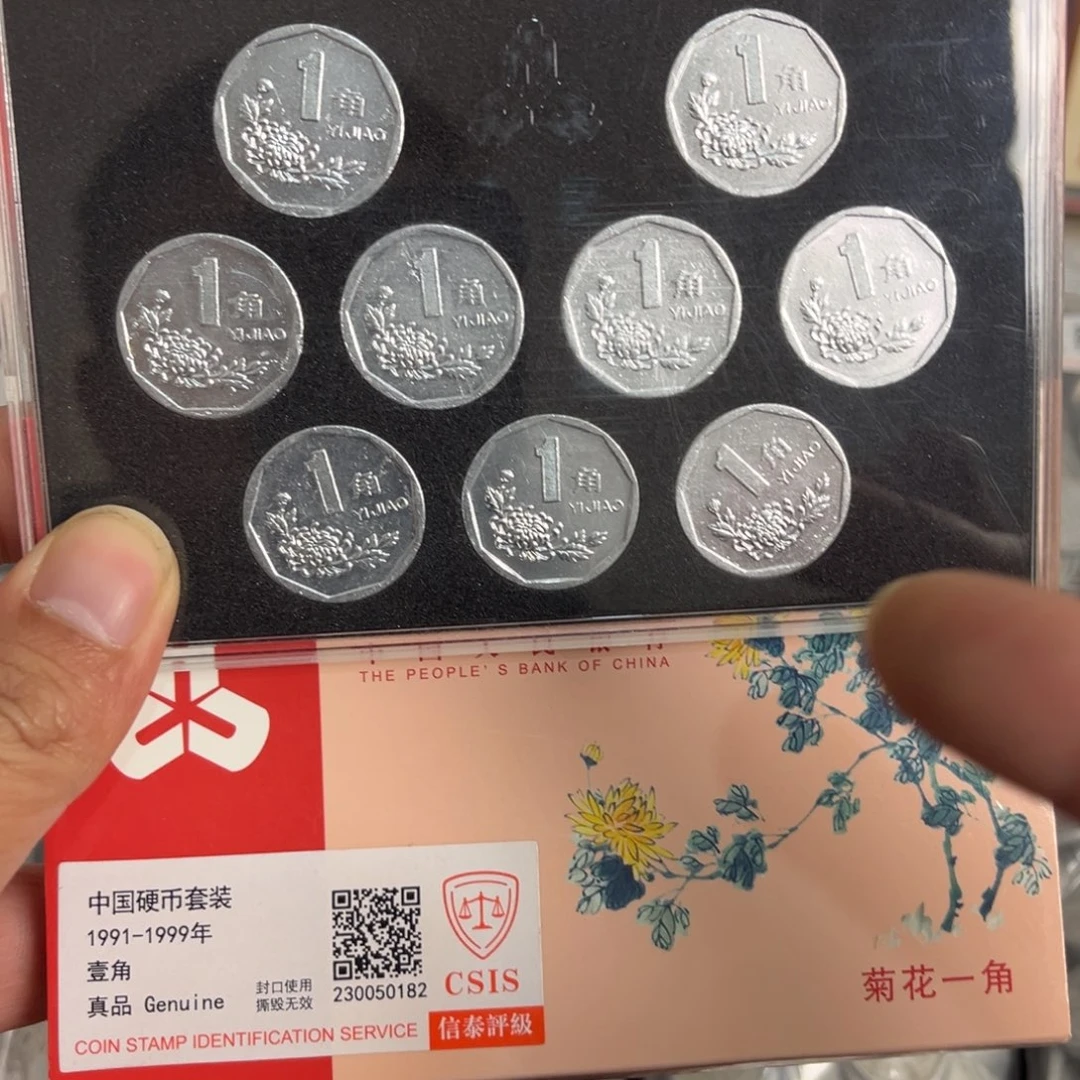 1角
YIJIAO
1角
YIJIAO
1角
YIJIAO
1角
YIJIAO
1角
YIJIAO
1角
YIJIAO
1角
YIJIAO
1角
YIJIAO
1角
YIJIAO
THE PEOPLE'S BANK OF CHINA
中国硬币套装
1991-1999年
壹角
真品 Genuine
封口使用
撕毁无效
230050182
CSIS
COIN STAMP IDENTIFICATION SERVICE
信泰評級
菊花一角